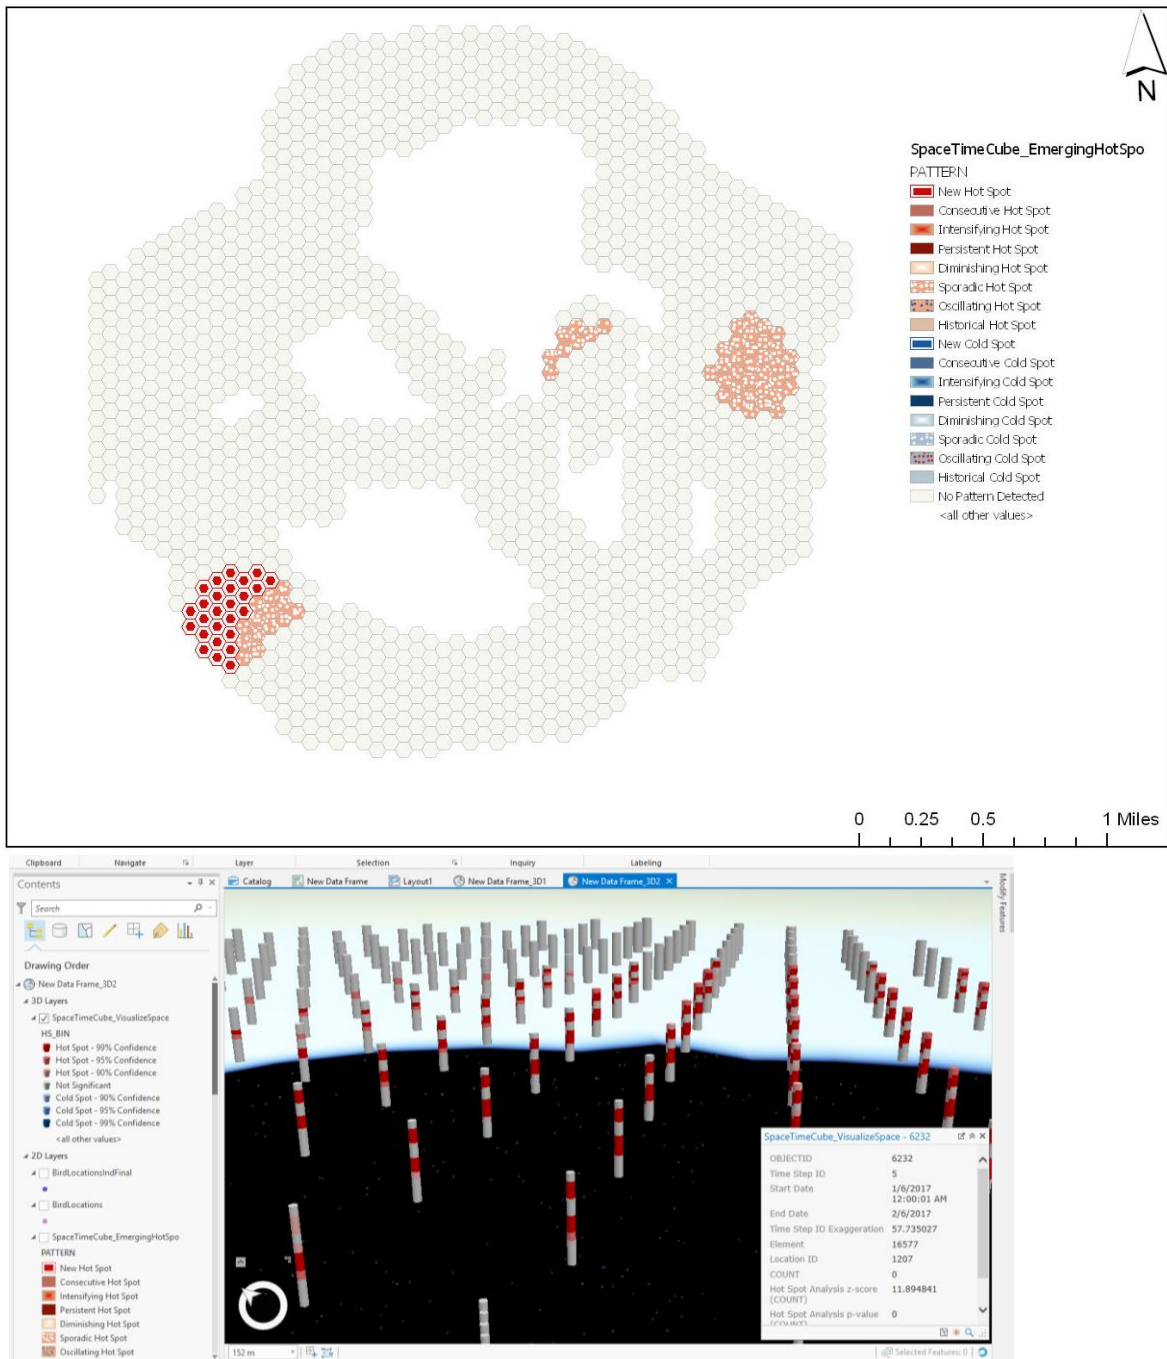 N
SpaceTimeCube_EmergingHotSpo
PATTERN
New Hot Spot
Consecutive Hot Spot
Intensifying Hot Spot
Persistent Hot Spot
Diminishing Hot Spot
Sporadic Hot Spot
Oscillating Hot Spot
Historical Hot Spot
New Cold Spot
Consecutive Cold Spot
Intensifying Cold Spot
Persistent Cold Spot
Diminishing Cold Spot
Sporadic Cold Spot
Oscillating Cold Spot
Historical Cold Spot
No Pattern Detected
<all other values>
0 0.25 0.5 1 Miles
Clipboard Navigate Layer Selection Inquiry Labeling
Contents
Catalog New Data Frame Layout1 New Data Frame_3D1 New Data Frame_3D2
Modify Features
Search
Drawing Order
New Data Frame_3D2
3D Layers
SpaceTimeCube_VisualizeSpace
HS_BIN
Hot Spot - 99% Confidence
Hot Spot - 95% Confidence
Hot Spot - 90% Confidence
Not Significant
Cold Spot - 90% Confidence
Cold Spot - 95% Confidence
Cold Spot - 99% Confidence
<all other values>
2D Layers
BirdLocationsIndFinal
BirdLocations
SpaceTimeCube_EmergingHotSpo
PATTERN
New Hot Spot
Consecutive Hot Spot
Intensifying Hot Spot
Persistent Hot Spot
Diminishing Hot Spot
Sporadic Hot Spot
Oscillating Hot Spot
SpaceTimeCube_VisualizeSpace - 6232
OBJECTID 6232
Time Step ID 5
Start Date 1/6/2017
12:00:01 AM
End Date 2/6/2017
Time Step ID Exaggeration 57.735027
Element 16577
Location ID 1207
COUNT 0
Hot Spot Analysis z-score 11.894841
(COUNT)
Hot Spot Analysis p-value 0
(COUNT)
152 m
Selected Features: 0